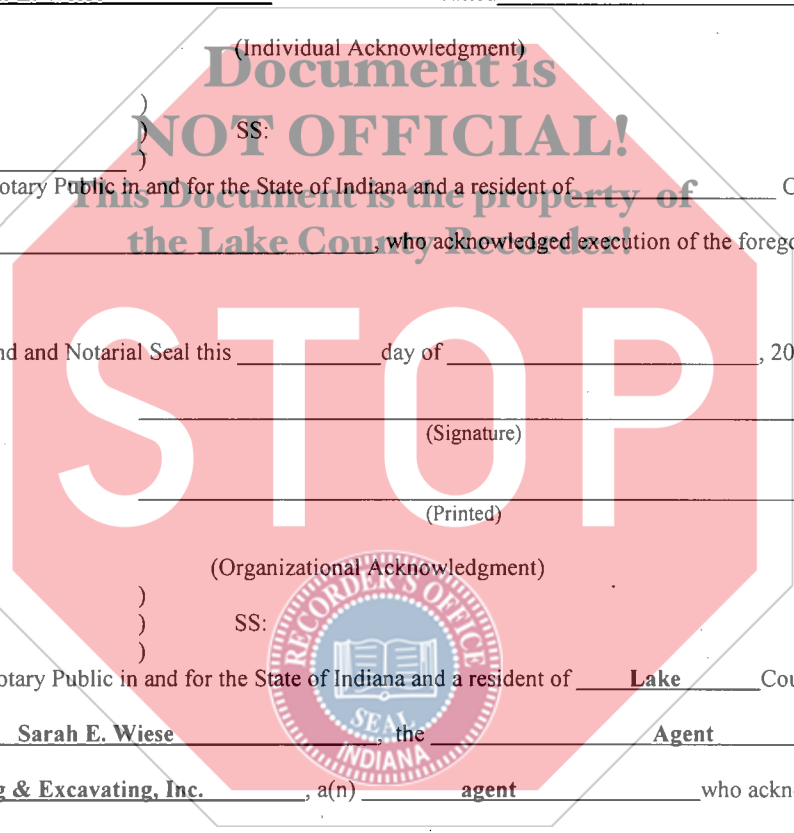 (Individual Acknowledgment)
Document is
)
) SS:
)
NOT OFFICIAL!
otary Public in and for the State of Indiana and a resident of
This Document is the property of
, who acknowledged execution of the forego
the Lake County Recorder!
nd and Notarial Seal this day of , 20
STOP
(Signature)
(Printed)
(Organizational Acknowledgment)
)
) SS:
)
RECORDER'S OFFICE
SEAL
INDIANA
otary Public in and for the State of Indiana and a resident of Lake Cou
Sarah E. Wiese , the Agent
g & Excavating, Inc. , a(n) agent who ackn